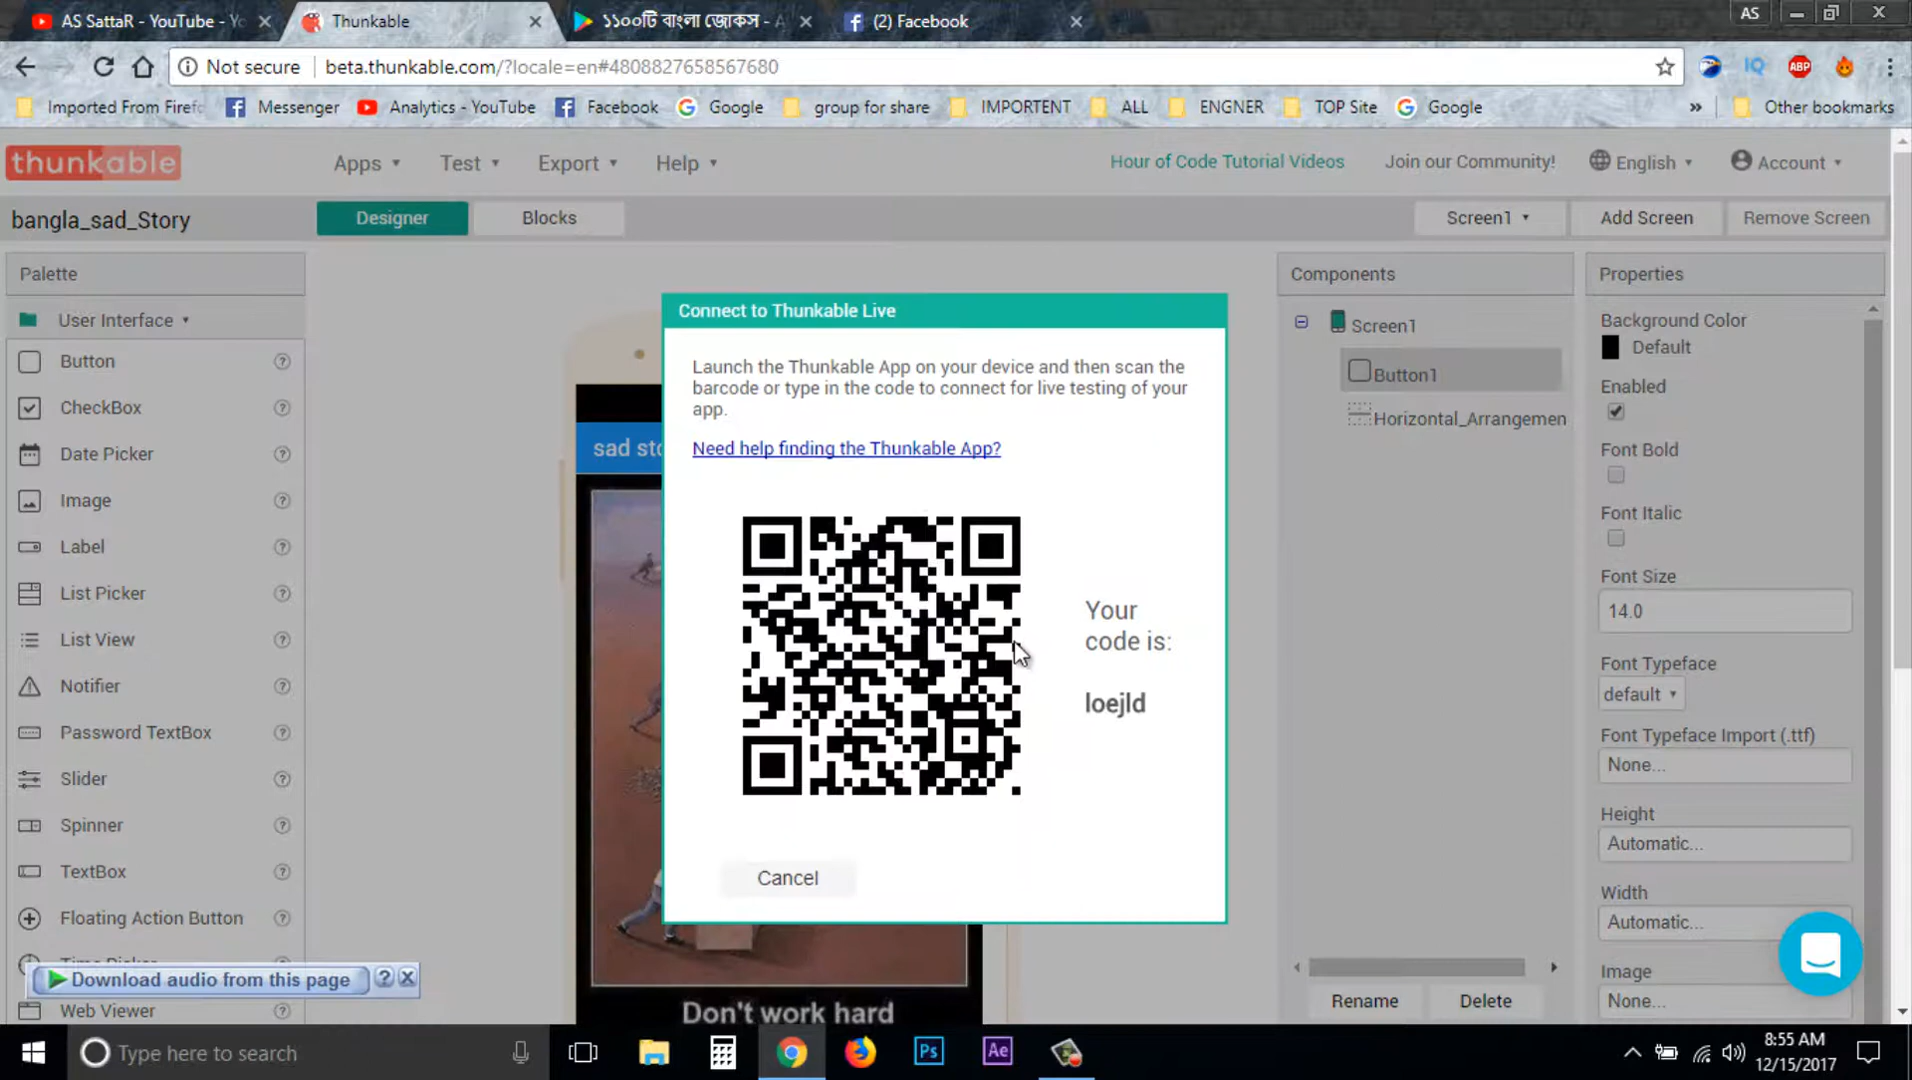 AS SattaR - YouTube - Yo
Thunkable
১১০০টি বাংলা জোকস - A
(2) Facebook
AS
Not secure
beta.thunkable.com/?locale=en#4808827658567680
IQ
ABP
Imported From Firefo
Messenger
Analytics - YouTube
Facebook
Google
group for share
IMPORTENT
ALL
ENGNER
TOP Site
Google
»
Other bookmarks
thunkable
Apps
Test
Export
Help
Hour of Code Tutorial Videos
Join our Community!
English
Account
bangla_sad_Story
Designer
Blocks
Screen1
Add Screen
Remove Screen
Palette
User Interface
Button
CheckBox
Date Picker
Image
Label
List Picker
List View
Notifier
Password TextBox
Slider
Spinner
TextBox
Floating Action Button
Web Viewer
Download audio from this page
sad sto
Don't work hard
Connect to Thunkable Live
Launch the Thunkable App on your device and then scan the
barcode or type in the code to connect for live testing of your
app.
Need help finding the Thunkable App?
Your
code is:
loejld
Cancel
Components
Screen1
Button1
Horizontal_Arrangemen
Rename
Delete
Properties
Background Color
Default
Enabled
Font Bold
Font Italic
Font Size
14.0
Font Typeface
default
Font Typeface Import (.ttf)
None...
Height
Automatic...
Width
Automatic...
Image
None...
Type here to search
Ps
Ae
8:55 AM
12/15/2017